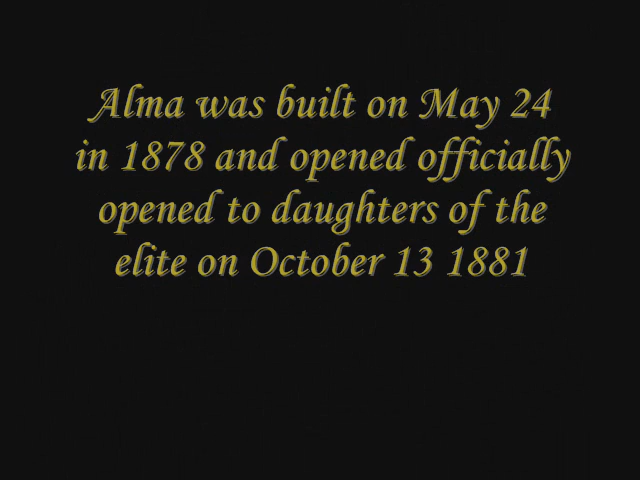 Alma was built on May 24
in 1878 and opened officially
opened to daughters of the
elite on October 13 1881